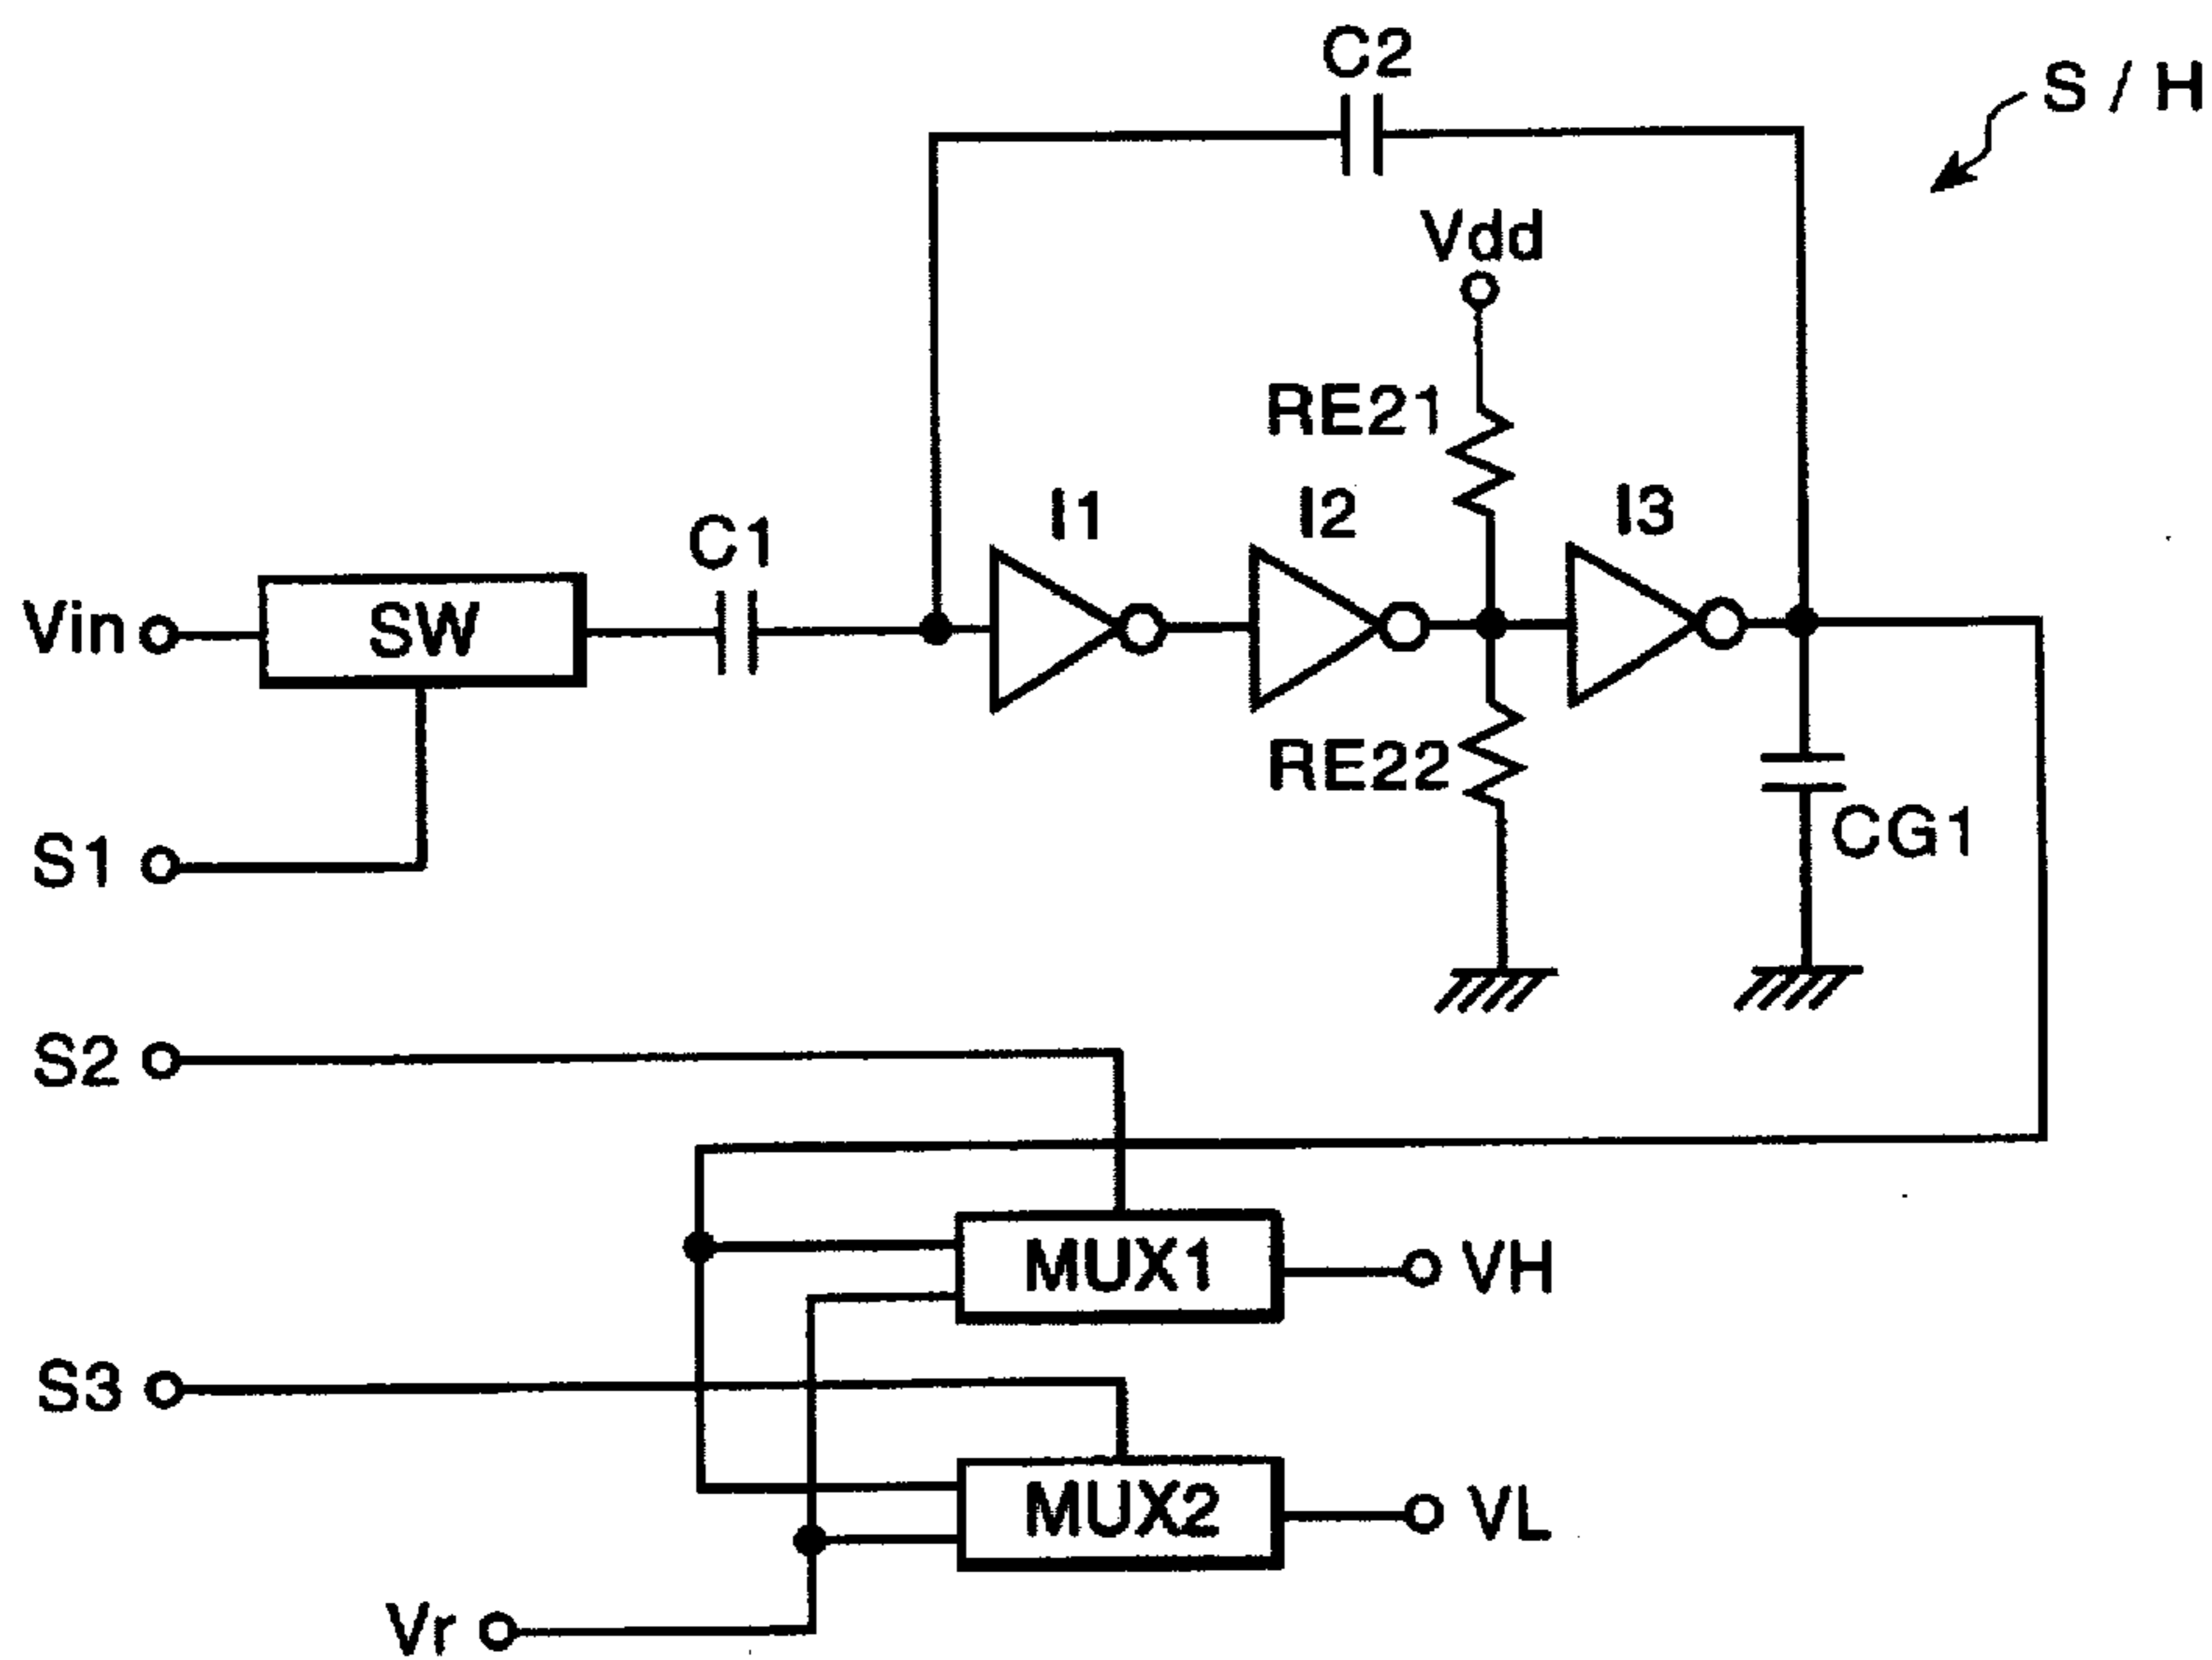 C2
S / H
Vdd
RE21
I1
I2
I3
C1
Vin
SW
RE22
CG1
S1
S2
MUX1
VH
S3
MUX2
VL
Vr